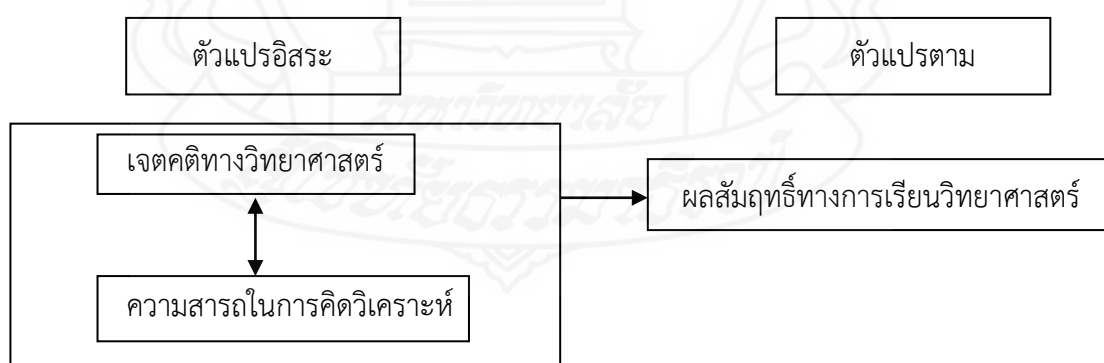 ตัวแปรอิสระ
ตัวแปรตาม
เจตคติทางวิทยาศาสตร์
ผลสัมฤทธิ์ทางการเรียนวิทยาศาสตร์
ความสารถในการคิดวิเคราะห์